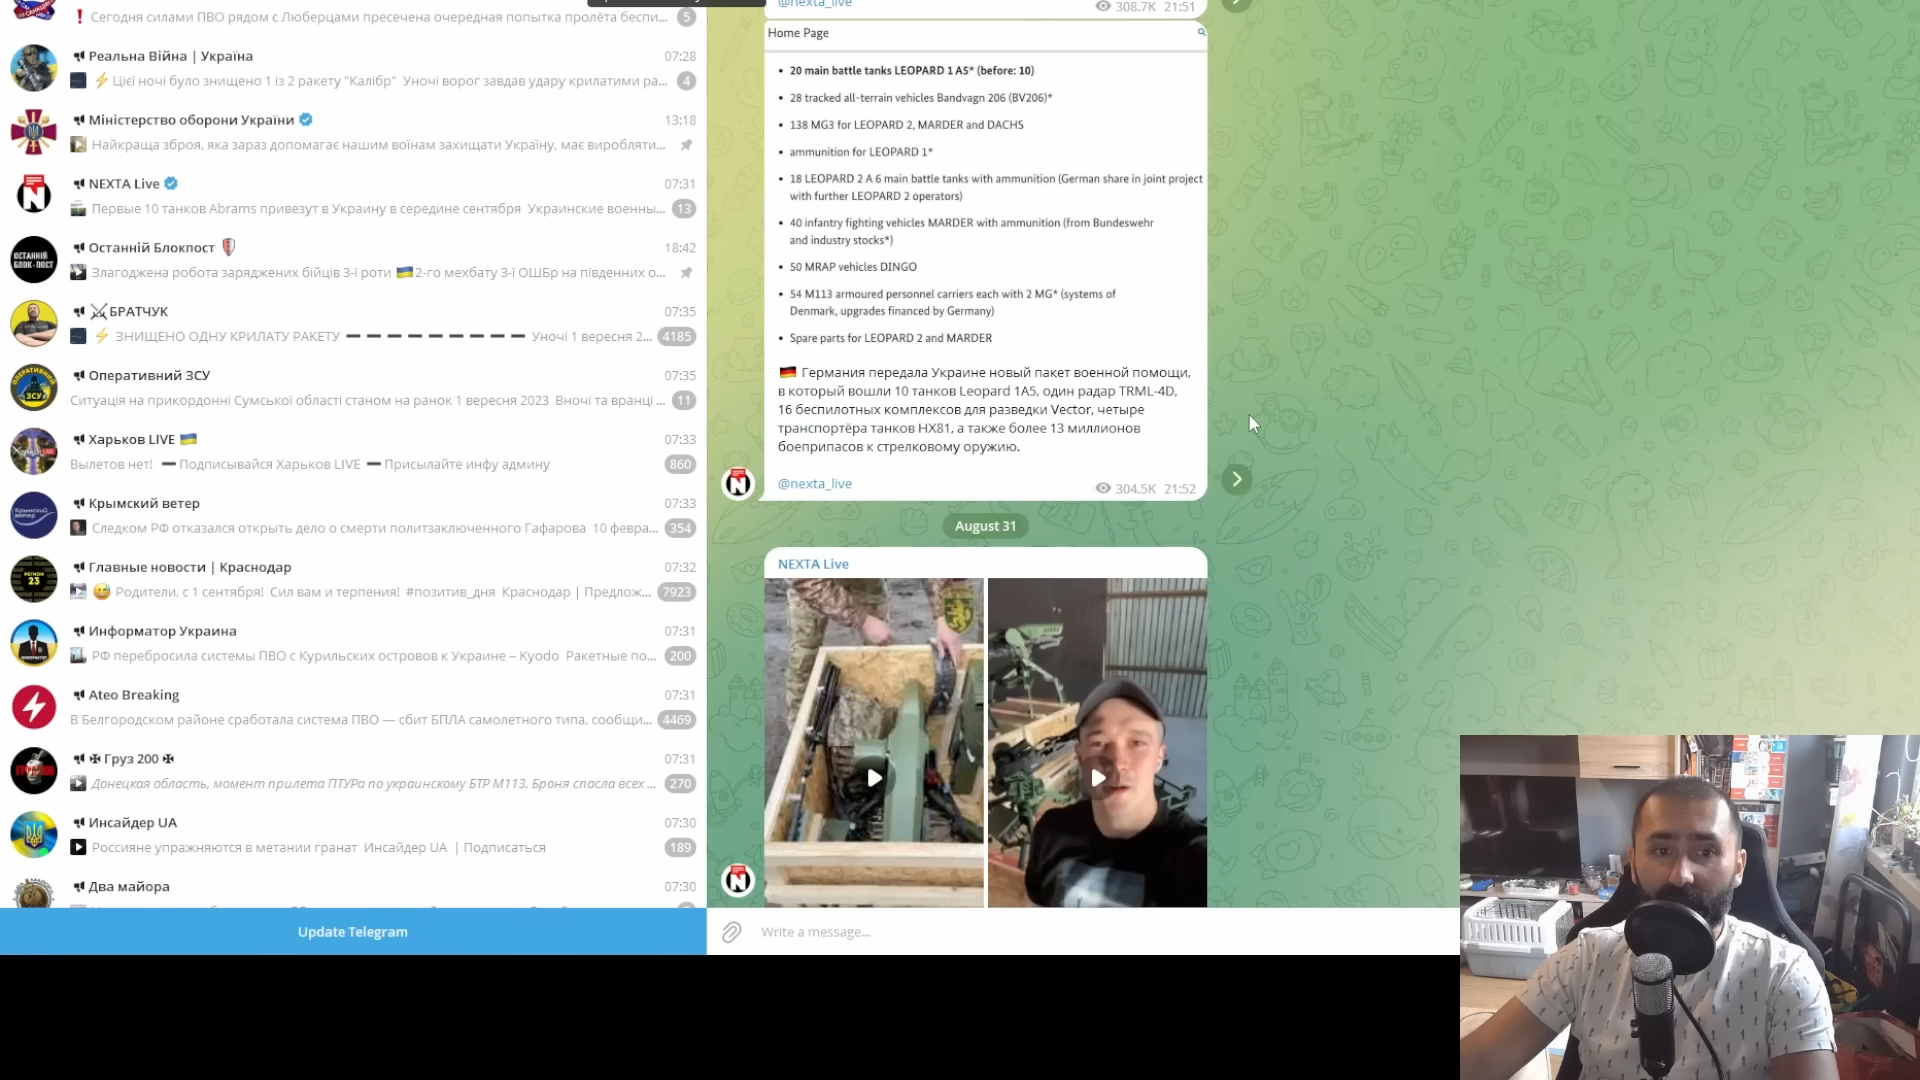 Сегодня силами ПВО рядом с Люберцами пресечена очередная попытка пролёта беспи... 5
Реальна Війна | Україна 07:28
Цієї ночі було знищено 1 із 2 ракету "Калібр" Уночі ворог завдав удару крилатими ра... 4
Міністерство оборони України 13:18
Найкраща зброя, яка зараз допомагає нашим воїнам захищати Україну, має виробляти...
NEXTA Live 07:31
Первые 10 танков Abrams привезут в Украину в середине сентября Украинские военны... 13
Останній Блокпост 18:42
ОСТАННІЙ
БЛОК-ПОСТ
Злагоджена робота заряджених бійців 3-ї роти 2-го мехбату 3-ї ОШБр на південних о...
БРАТЧУК 07:35
ЗНИЩЕНО ОДНУ КРИЛАТУ РАКЕТУ — — — — — — — — — Уночі 1 вересня 2... 4185
Оперативний ЗСУ 07:35
Ситуація на прикордонні Сумської області станом на ранок 1 вересня 2023 Вночі та вранці ... 11
Харьков LIVE 07:33
Вылетов нет! ➖Подписывайся Харьков LIVE ➖Присылайте инфу админу 860
Крымский ветер 07:33
Следком РФ отказался открыть дело о смерти политзаключенного Гафарова 10 февра... 354
Главные новости | Краснодар 07:32
РЕГИОН
23
Родители, с 1 сентября! Сил вам и терпения! #позитив_дня Краснодар | Предлож... 7923
Информатор Украина 07:31
РФ перебросила системы ПВО с Курильских островов к Украине – Kyodo Ракетные по... 200
Ateo Breaking 07:31
В Белгородском районе сработала система ПВО — сбит БПЛА самолетного типа, сообщи... 4469
✠ Груз 200 ✠ 07:31
Донецкая область, момент прилета ПТУРа по украинскому БТР М113. Броня спасла всех ... 270
Инсайдер UA 07:30
Россияне упражняются в метании гранат Инсайдер UA | Подписаться 189
Два майора 07:30
Update Telegram
@nexta_live 308.7K 21:51
Home Page
• 20 main battle tanks LEOPARD 1 A5* (before: 10)
• 28 tracked all-terrain vehicles Bandvagn 206 (BV206)*
• 138 MG3 for LEOPARD 2, MARDER and DACHS
• ammunition for LEOPARD 1*
• 18 LEOPARD 2 A 6 main battle tanks with ammunition (German share in joint project
with further LEOPARD 2 operators)
• 40 infantry fighting vehicles MARDER with ammunition (from Bundeswehr
and industry stocks*)
• 50 MRAP vehicles DINGO
• 54 M113 armoured personnel carriers each with 2 MG* (systems of
Denmark, upgrades financed by Germany)
• Spare parts for LEOPARD 2 and MARDER
Германия передала Украине новый пакет военной помощи,
в который вошли 10 танков Leopard 1A5, один радар TRML-4D,
16 беспилотных комплексов для разведки Vector, четыре
транспортёра танков HX81, а также более 13 миллионов
боеприпасов к стрелковому оружию.
@nexta_live 304.5K 21:52
August 31
NEXTA Live
Write a message...